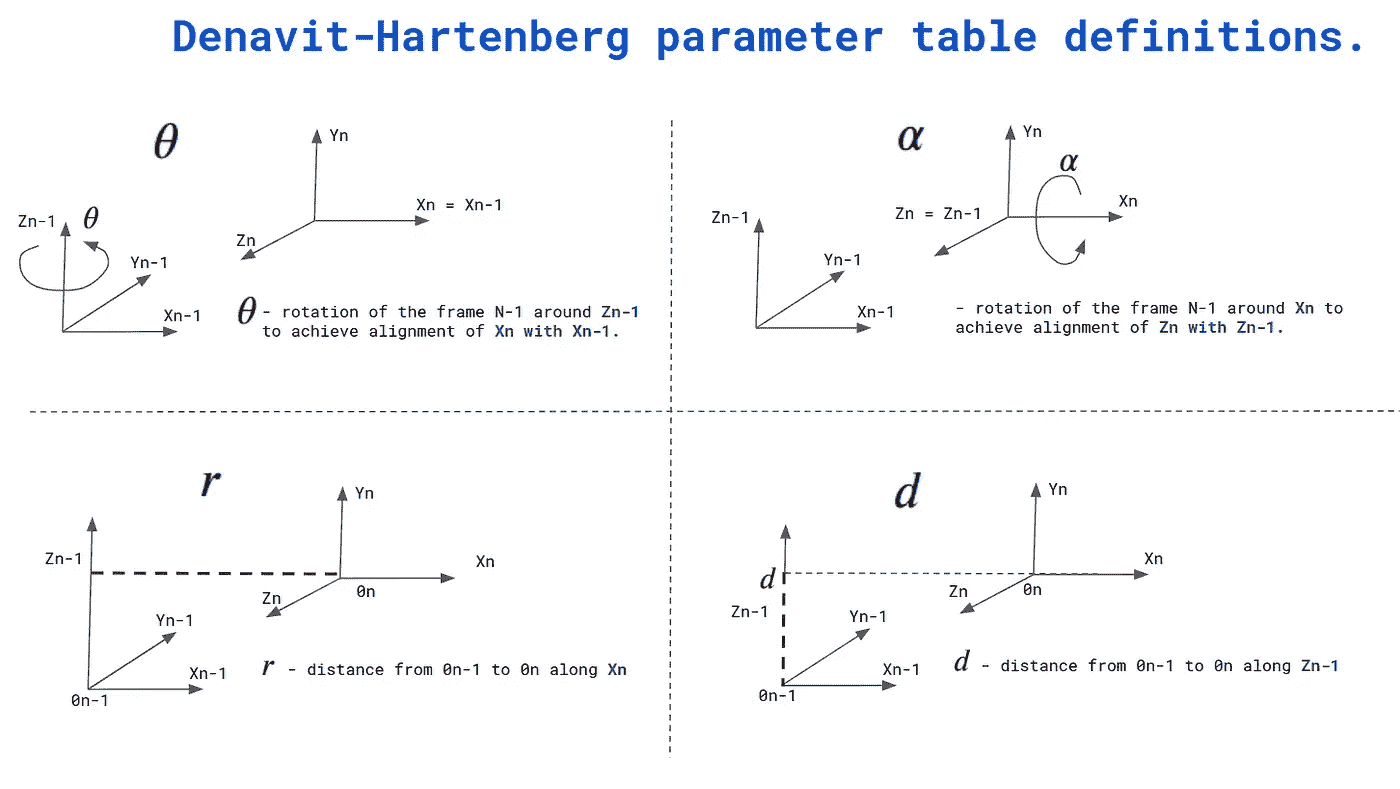 Denavit-Hartenberg parameter table definitions.
θ
Yn
Xn = Xn-1
Zn
Zn-1
θ
Yn-1
Xn-1
θ - rotation of the frame N-1 around Zn-1
to achieve alignment of Xn with Xn-1.
α
Yn
α
Xn
Zn = Zn-1
Zn-1
Yn-1
Xn-1
- rotation of the frame N-1 around Xn to
achieve alignment of Zn with Zn-1.
r
Yn
Zn-1
Xn
Zn
0n
Yn-1
Xn-1
0n-1
r - distance from 0n-1 to 0n along Xn
d
Yn
Xn
d
Zn
0n
Zn-1
Yn-1
Xn-1
0n-1
d - distance from 0n-1 to 0n along Zn-1